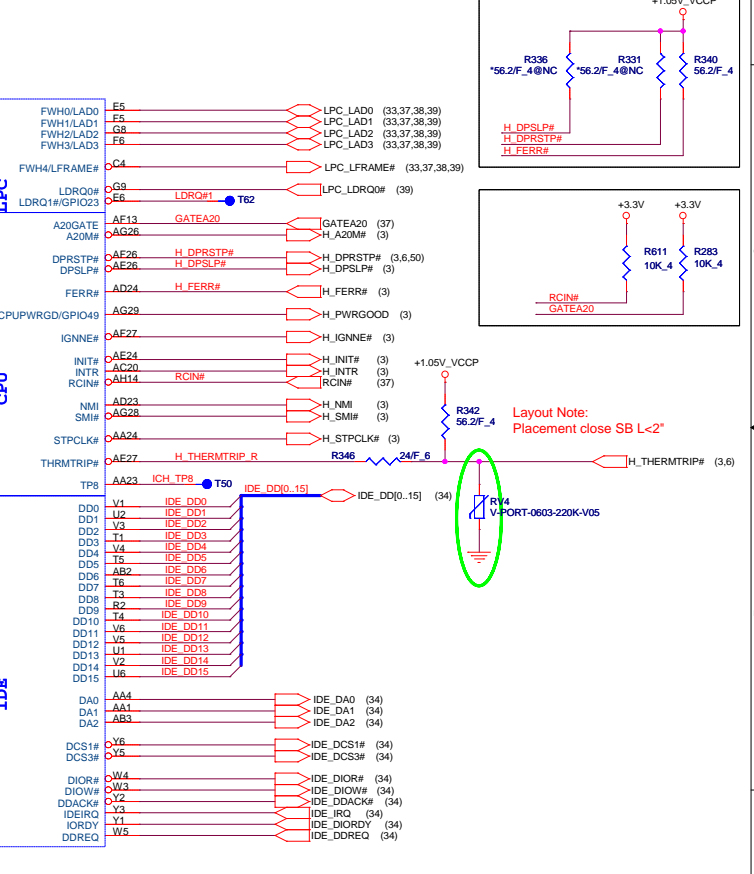 +1.05V_VCCP
R336
*56.2/F_4@NC
R331
*56.2/F_4@NC
R340
56.2/F_4
H_DPSLP#
H_DPRSTP#
H_FERR#
+3.3V
+3.3V
R611
10K_4
R283
10K_4
RCIN#
GATEA20
LPC
FWH0/LAD0 E5 LPC_LAD0 (33,37,38,39)
FWH1/LAD1 F5 LPC_LAD1 (33,37,38,39)
FWH2/LAD2 G8 LPC_LAD2 (33,37,38,39)
FWH3/LAD3 F6 LPC_LAD3 (33,37,38,39)
FWH4/LFRAME# C4 LPC_LFRAME# (33,37,38,39)
LDRQ0# G9 LPC_LDRQ0# (39)
LDRQ1#/GPIO23 E6 LDRQ#1 T62
CPU
A20GATE AF13 GATEA20 GATEA20 (37)
A20M# AG26 H_A20M# (3)
DPRSTP# AF26 H_DPRSTP# H_DPRSTP# (3,6,50)
DPSLP# AE26 H_DPSLP# H_DPSLP# (3)
FERR# AD24 H_FERR# H_FERR# (3)
CPUPWRGD/GPIO49 AG29 H_PWRGOOD (3)
IGNNE# AF27 H_IGNNE# (3)
INIT# AE24 H_INIT# (3)
INTR AC20 H_INTR (3)
RCIN# AH14 RCIN# RCIN# (37)
NMI AD23 H_NMI (3)
SMI# AG28 H_SMI# (3)
STPCLK# AA24 H_STPCLK# (3)
THRMTRIP# AE27 H_THERMTRIP_R R346 24/F_6 H_THERMTRIP# (3,6)
TP8 AA23 ICH_TP8 T50
+1.05V_VCCP
R342
56.2/F_4
Layout Note:
Placement close SB L<2"
RV4
V-PORT-0603-220K-V05
IDE
IDE_DD[0..15] IDE_DD[0..15] (34)
DD0 V1 IDE_DD0
DD1 U2 IDE_DD1
DD2 V3 IDE_DD2
DD3 T1 IDE_DD3
DD4 V4 IDE_DD4
DD5 T5 IDE_DD5
DD6 AB2 IDE_DD6
DD7 T6 IDE_DD7
DD8 T3 IDE_DD8
DD9 R2 IDE_DD9
DD10 T4 IDE_DD10
DD11 V6 IDE_DD11
DD12 V5 IDE_DD12
DD13 U1 IDE_DD13
DD14 V2 IDE_DD14
DD15 U6 IDE_DD15
DA0 AA4 IDE_DA0 (34)
DA1 AA1 IDE_DA1 (34)
DA2 AB3 IDE_DA2 (34)
DCS1# Y6 IDE_DCS1# (34)
DCS3# Y5 IDE_DCS3# (34)
DIOR# W4 IDE_DIOR# (34)
DIOW# W3 IDE_DIOW# (34)
DDACK# Y2 IDE_DDACK# (34)
IDEIRQ Y3 IDE_IRQ (34)
IORDY Y1 IDE_DIORDY (34)
DDREQ W5 IDE_DDREQ (34)